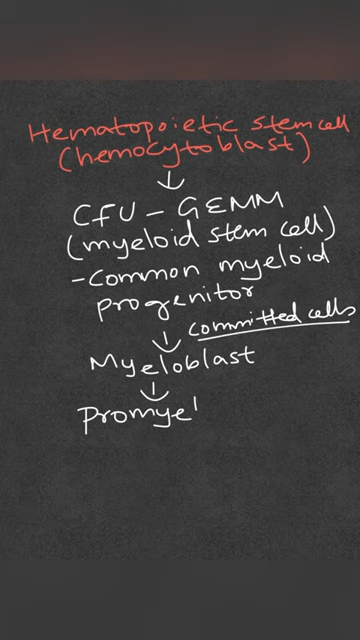 Hematopoietic stem cell
(hemocytoblast)
↓
CFU - GEMM
(myeloid stem cell)
- Common myeloid
progenitor
↓ committed cells
Myeloblast
↓
Promyel